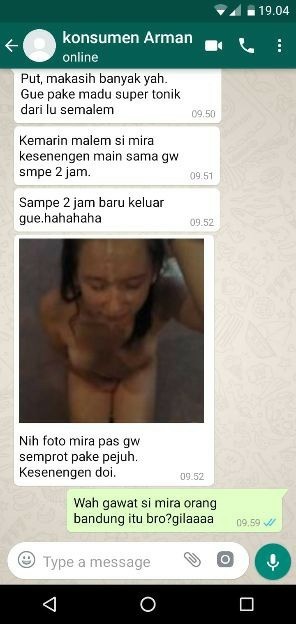 19.04
konsumen Arman
online
Put, makasih banyak yah.
Gue pake madu super tonik
dari lu semalem
09.50
Kemarin malem si mira
kesenengen main sama gw
smpe 2 jam.
09.51
Sampe 2 jam baru keluar
gue.hahahaha
09.52
Nih foto mira pas gw
semprot pake pejuh.
Kesenengen doi.
09.52
Wah gawat si mira orang
bandung itu bro?gilaaaa
09.59
Type a message